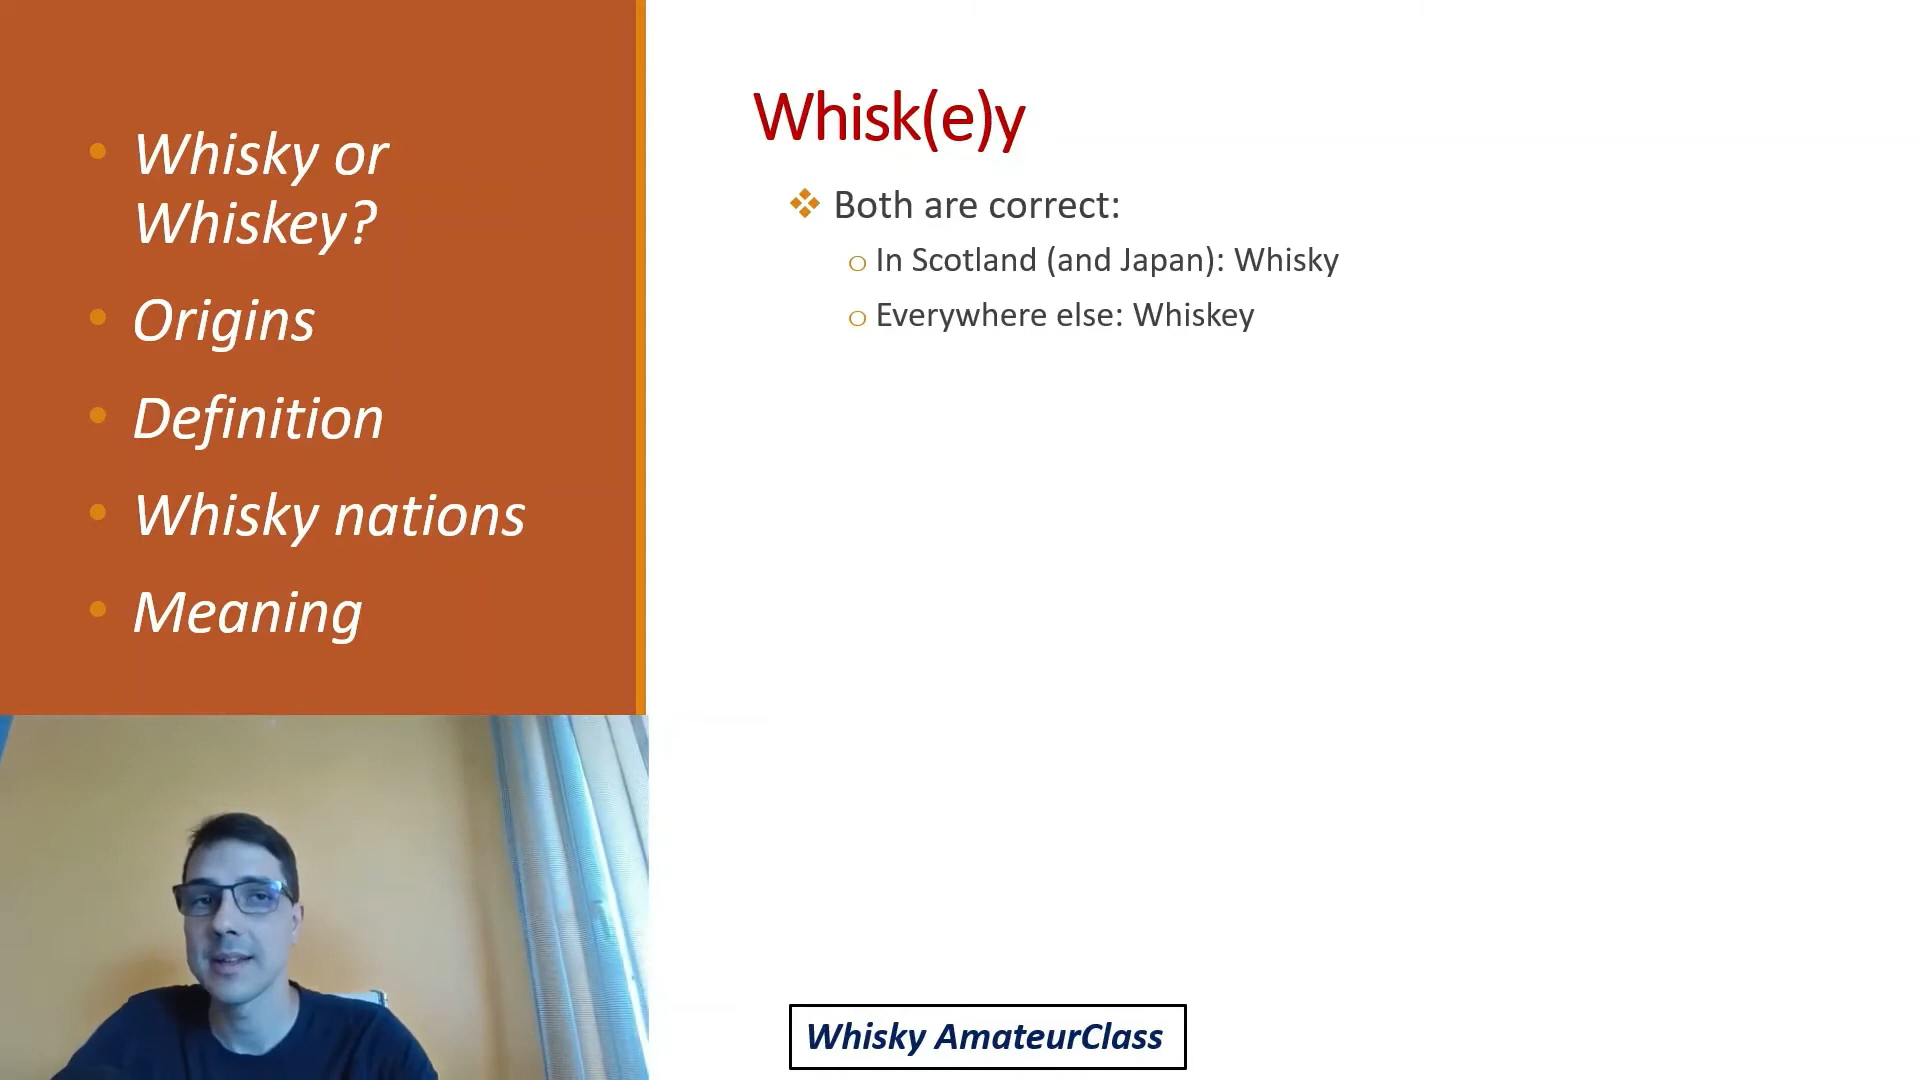 Whisky or
Whiskey?
Origins
Definition
Whisky nations
Meaning
Whisk(e)y
Both are correct:
In Scotland (and Japan): Whisky
Everywhere else: Whiskey
Whisky AmateurClass